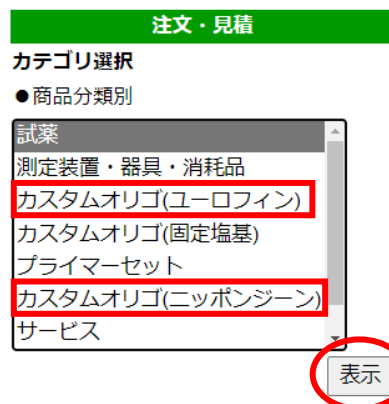 注文・見積
カテゴリ選択
●商品分類別
試薬
測定装置・器具・消耗品
カスタムオリゴ(ユーロフィン)
カスタムオリゴ(固定塩基)
プライマーセット
カスタムオリゴ(ニッポンジーン)
サービス
表示